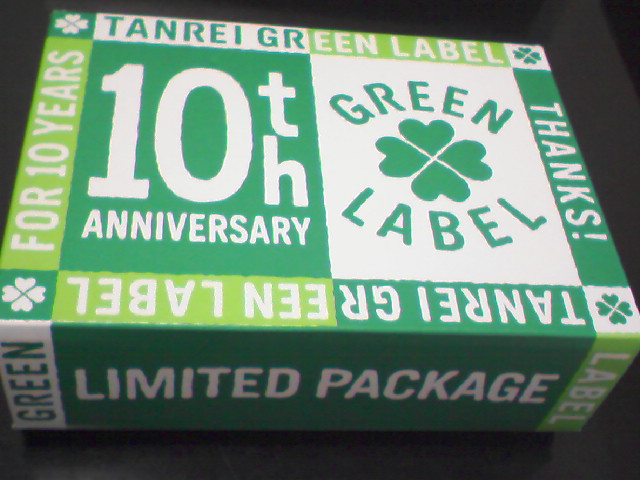 TANREI GREEN LABEL
FOR 10 YEARS
10th
ANNIVERSARY
GREEN
LABEL
THANKS!
TANREI GREEN LABEL
GREEN
LIMITED PACKAGE
LABEL